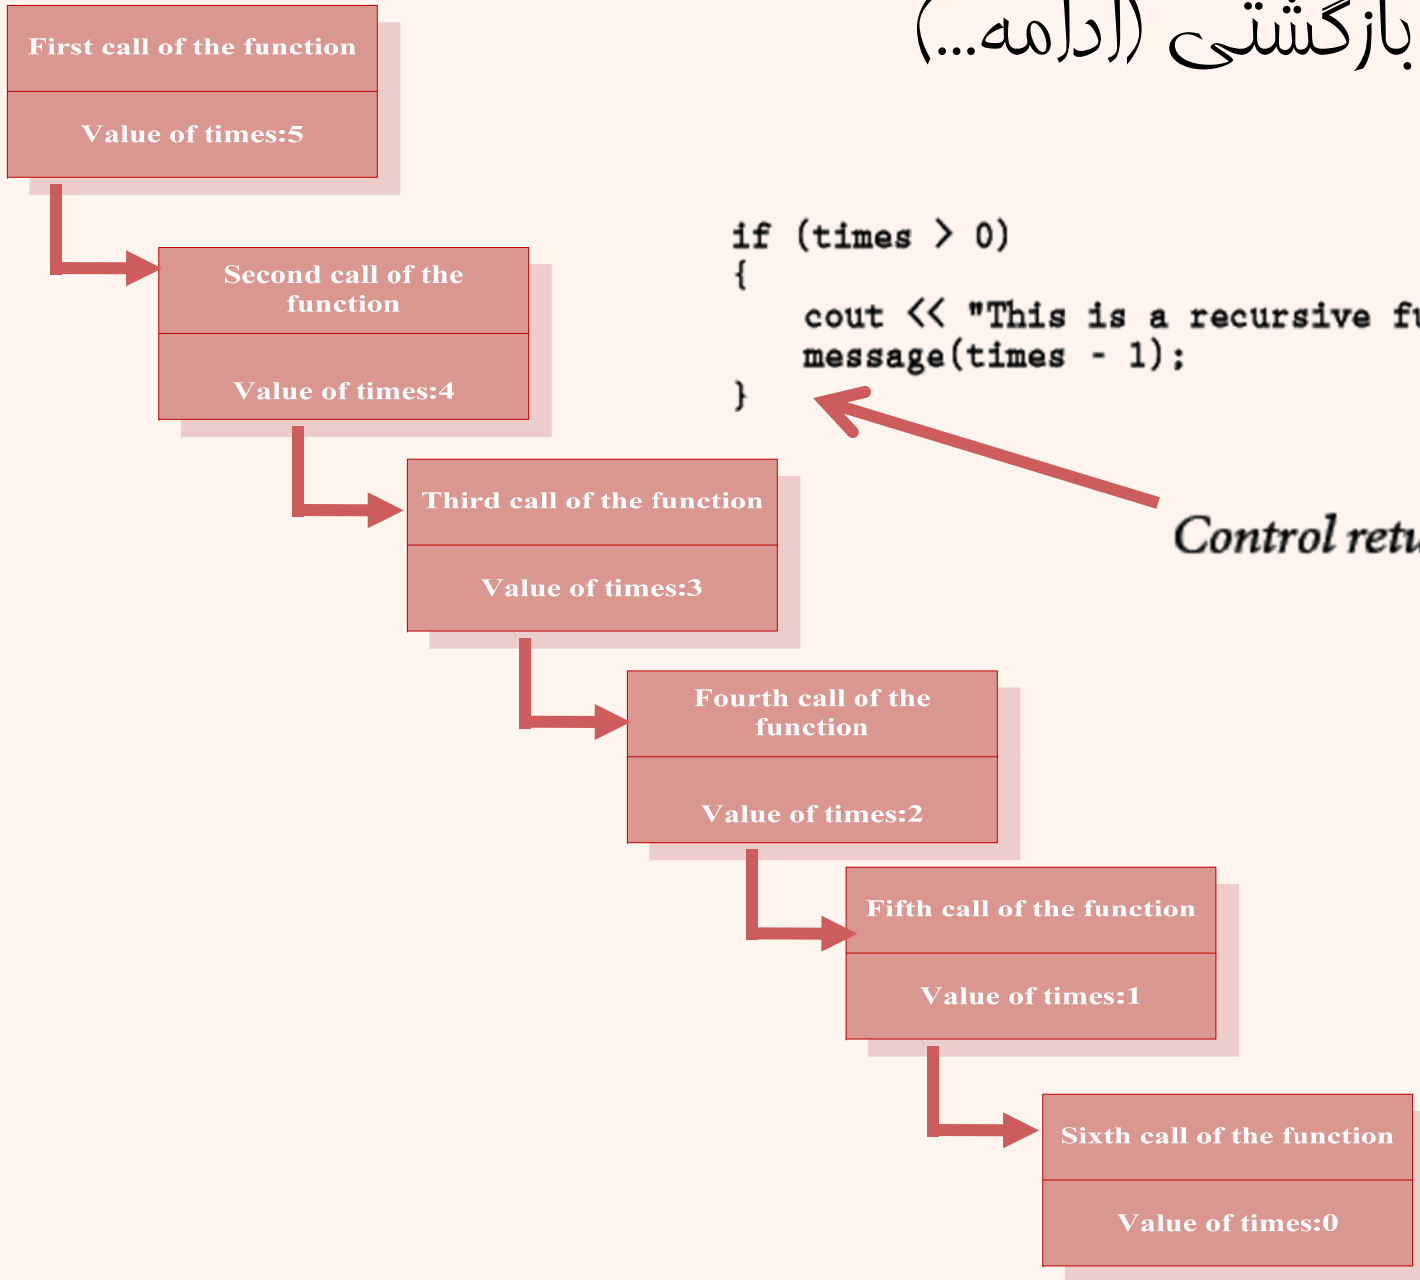 بازگشتی (ادامه...)
First call of the function
Value of times:5
Second call of the
function
Value of times:4
if (times > 0)
{
cout << "This is a recursive
message(times - 1);
}
Third call of the function
Value of times:3
Control
Fourth call of the
function
Value of times:2
Fifth call of the function
Value of times:1
Sixth call of the function
Value of times:0